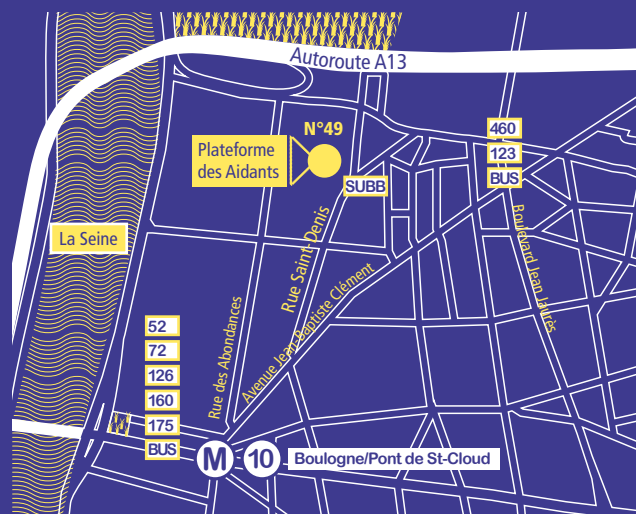 Autoroute A13
N°49
Plateforme
des Aidants
460
123
BUS
SUBB
La Seine
Rue Saint-Denis
Boulevard Jean Jaurès
Avenue Jean-Baptiste Clément
Rue des Abondances
52
72
126
160
175
BUS
M
10
Boulogne/Pont de St-Cloud